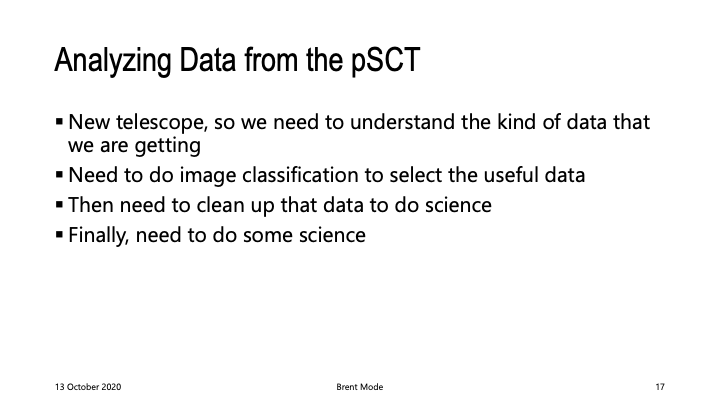 Analyzing Data from the pSCT
▪ New telescope, so we need to understand the kind of data that
we are getting
▪ Need to do image classification to select the useful data
▪ Then need to clean up that data to do science
▪ Finally, need to do some science
13 October 2020
Brent Mode
17